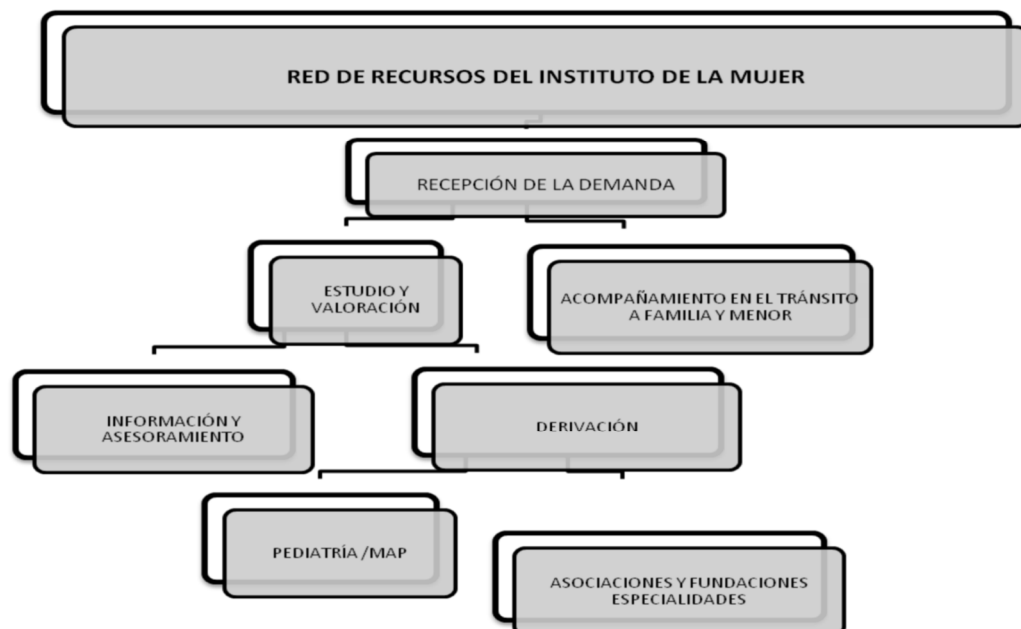 RED DE RECURSOS DEL INSTITUTO DE LA MUJER
RECEPCIÓN DE LA DEMANDA
ESTUDIO Y
VALORACIÓN
ACOMPAÑAMIENTO EN EL TRÁNSITO
A FAMILIA Y MENOR
INFORMACIÓN Y
ASESORAMIENTO
DERIVACIÓN
PEDIATRÍA /MAP
ASOCIACIONES Y FUNDACIONES
ESPECIALIDADES